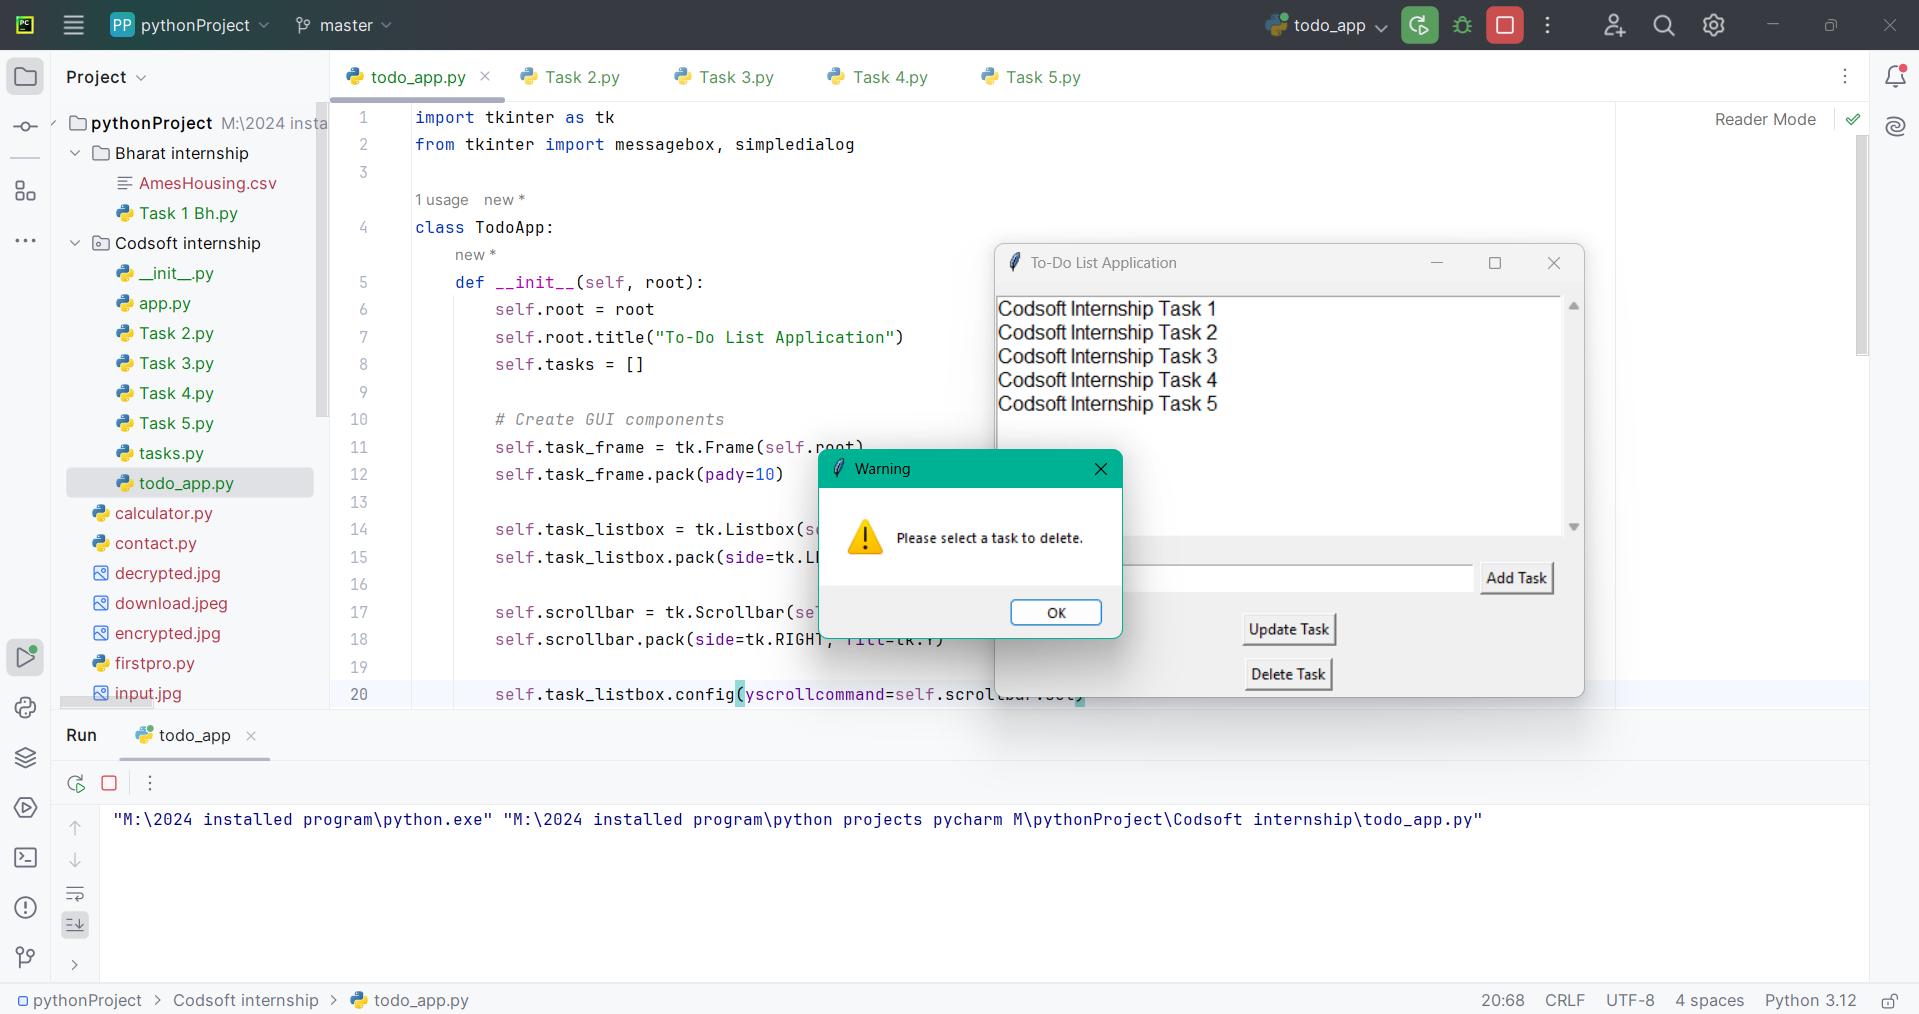 PC
PP pythonProject
master
todo_app
Project
todo_app.py
Task 2.py
Task 3.py
Task 4.py
Task 5.py
pythonProject M:\2024 insta
Bharat internship
AmesHousing.csv
Task 1 Bh.py
Codsoft internship
__init__.py
app.py
Task 2.py
Task 3.py
Task 4.py
Task 5.py
tasks.py
todo_app.py
calculator.py
contact.py
decrypted.jpg
download.jpeg
encrypted.jpg
firstpro.py
input.jpg
Reader Mode
1 import tkinter as tk
2 from tkinter import messagebox, simpledialog
3
1 usage new *
4 class TodoApp:
new *
5 def __init__(self, root):
6 self.root = root
7 self.root.title("To-Do List Application")
8 self.tasks = []
9
10 # Create GUI components
11 self.task_frame = tk.Frame(self.root)
12 self.task_frame.pack(pady=10)
13
14 self.task_listbox = tk.Listbox(se
15 self.task_listbox.pack(side=tk.LE
16
17 self.scrollbar = tk.Scrollbar(sel
18 self.scrollbar.pack(side=tk.RIGHT, fill=tk.Y)
19
20 self.task_listbox.config(yscrollcommand=self.scrollbar.set)
To-Do List Application
Codsoft Internship Task 1
Codsoft Internship Task 2
Codsoft Internship Task 3
Codsoft Internship Task 4
Codsoft Internship Task 5
Add Task
Update Task
Delete Task
Warning
Please select a task to delete.
OK
Run
todo_app
"M:\2024 installed program\python.exe" "M:\2024 installed program\python projects pycharm M\pythonProject\Codsoft internship\todo_app.py"
pythonProject > Codsoft internship > todo_app.py
20:68 CRLF UTF-8 4 spaces Python 3.12